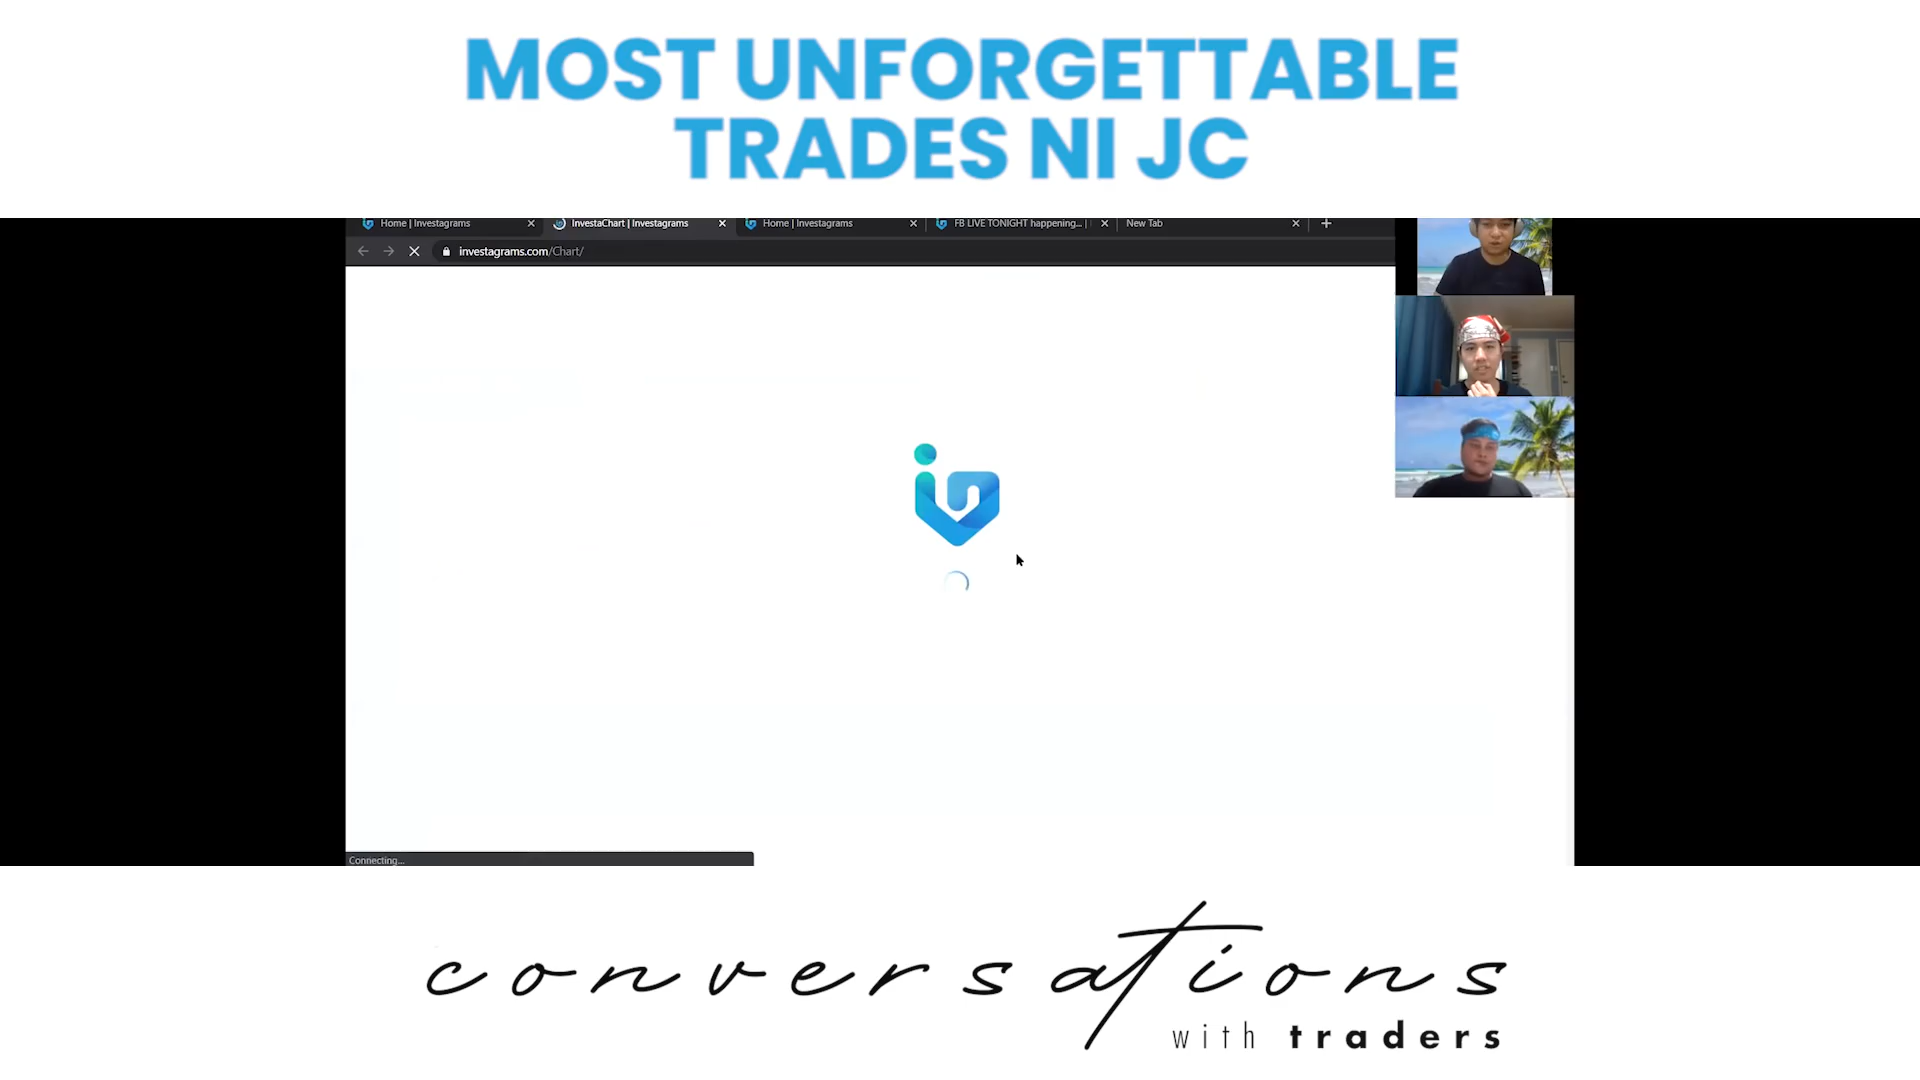 MOST UNFORGETTABLE
TRADES NI JC
Home | Investagrams
InvestaChart | Investagrams
Home | Investagrams
FB LIVE TONIGHT happening... |
New Tab
investagrams.com/Chart/
Connecting...
conversations
with traders